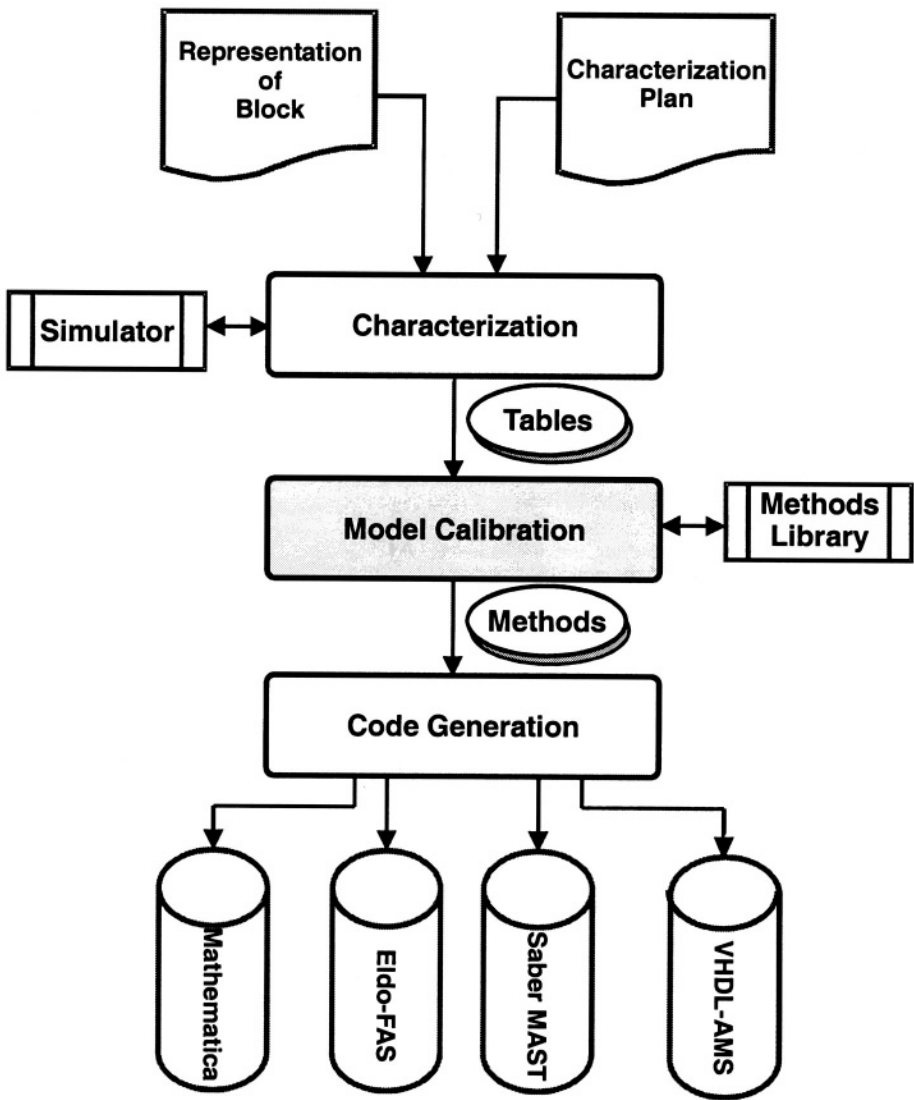 Representation
of
Block
Characterization
Plan
Simulator
Characterization
Tables
Model Calibration
Methods
Library
Methods
Code Generation
Mathematica
Eldo-FAS
Saber MAST
VHDL-AMS